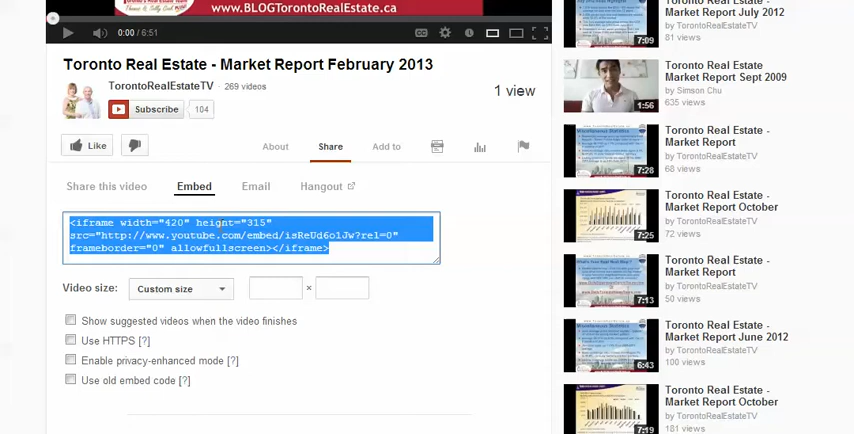 www.BLOGTorontoRealEstate.ca
0:00 / 6:51
Toronto Real Estate - Market Report February 2013
TorontoRealEstateTV · 269 videos
Subscribe 104
1 view
Like
About Share Add to
Share this video Embed Email Hangout
<iframe width="420" height="315"
src="http://www.youtube.com/embed/isReUd6o1Jw?rel=0"
frameborder="0" allowfullscreen></iframe>
Video size: Custom size ×
Show suggested videos when the video finishes
Use HTTPS [?]
Enable privacy-enhanced mode [?]
Use old embed code [?]
Market Report July 2012
by TorontoRealEstateTV
81 views
7:09
Toronto Real Estate
Market Report Sept 2009
by Simson Chu
635 views
1:56
Toronto Real Estate -
Market Report
by TorontoRealEstateTV
68 views
7:28
Toronto Real Estate -
Market Report October
by TorontoRealEstateTV
72 views
7:25
Toronto Real Estate -
Market Report
by TorontoRealEstateTV
50 views
7:13
Toronto Real Estate -
Market Report June 2012
by TorontoRealEstateTV
100 views
6:43
Toronto Real Estate -
Market Report October
by TorontoRealEstateTV
181 views
7:19